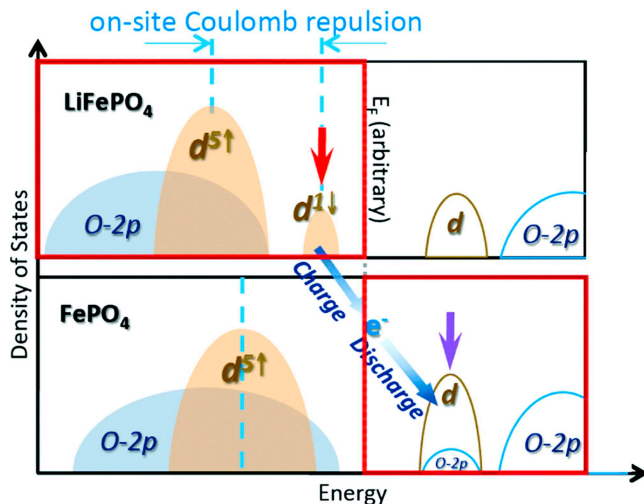 on-site Coulomb repulsion
LiFePO4
d5↑
d1↓
O-2p
EF (arbitrary)
d
O-2p
Density of States
Charge
e-
Discharge
FePO4
d5↑
O-2p
d
O-2p
O-2p
Energy